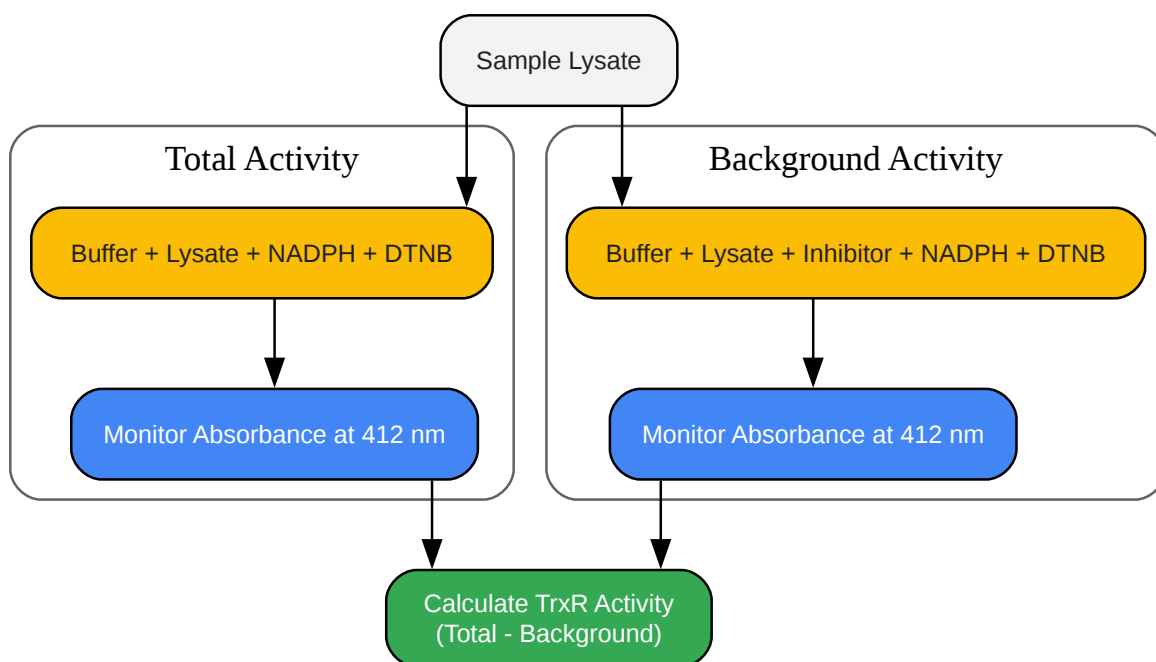 Sample Lysate
Total Activity
Background Activity
Buffer + Lysate + NADPH + DTNB
Buffer + Lysate + Inhibitor + NADPH + DTNB
Monitor Absorbance at 412 nm
Monitor Absorbance at 412 nm
Calculate TrxR Activity
(Total - Background)